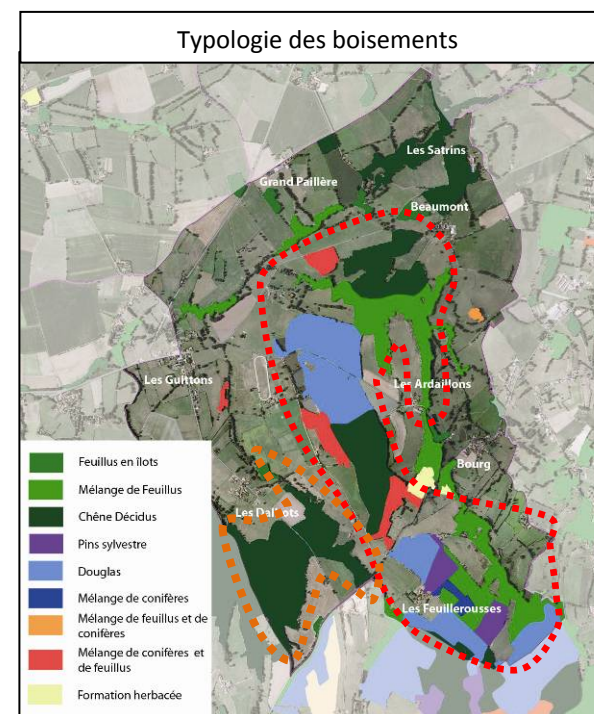 Typologie des boisements
Les Satrins
Grand Paillère
Beaumont
Les Guittons
Les Ardaillons
Bourg
Les Dalliots
Les Feuillerousses
Feuillus en îlots
Mélange de Feuillus
Chêne Décidus
Pins sylvestre
Douglas
Mélange de conifères
Mélange de feuillus et de
conifères
Mélange de conifères et
de feuillus
Formation herbacée